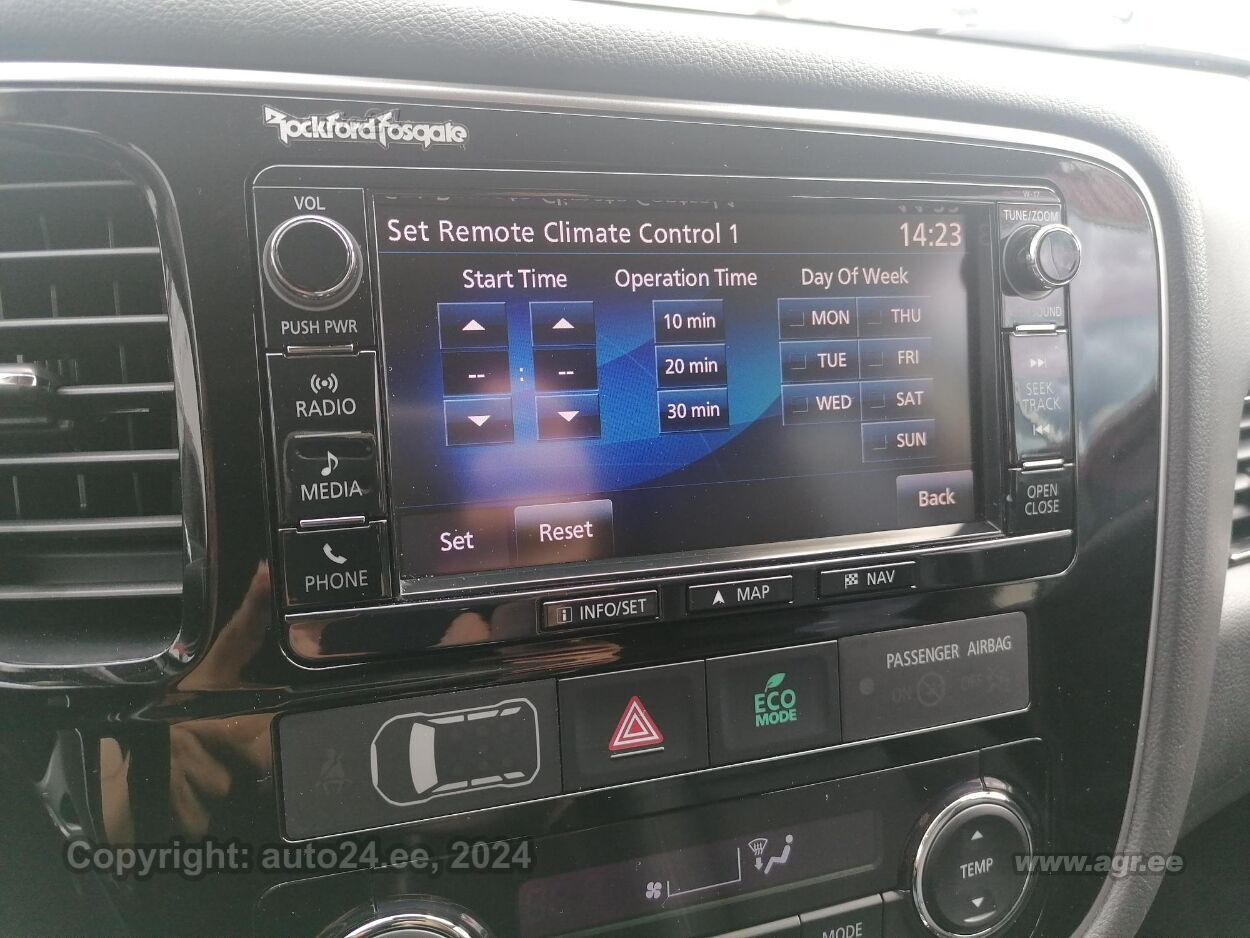 Rockford Fosgate
VOL
PUSH PWR
RADIO
MEDIA
PHONE
Set Remote Climate Control 1
14:23
Start Time
Operation Time
Day Of Week
10 min
20 min
30 min
-- : --
MON
THU
TUE
FRI
WED
SAT
SUN
Set
Reset
Back
TUNE/ZOOM
SOUND
SEEK
TRACK
OPEN
CLOSE
INFO/SET
MAP
NAV
ECO
MODE
PASSENGER AIRBAG
ON
OFF
TEMP
MODE
Copyright: auto24.ee, 2024
www.agr.ee